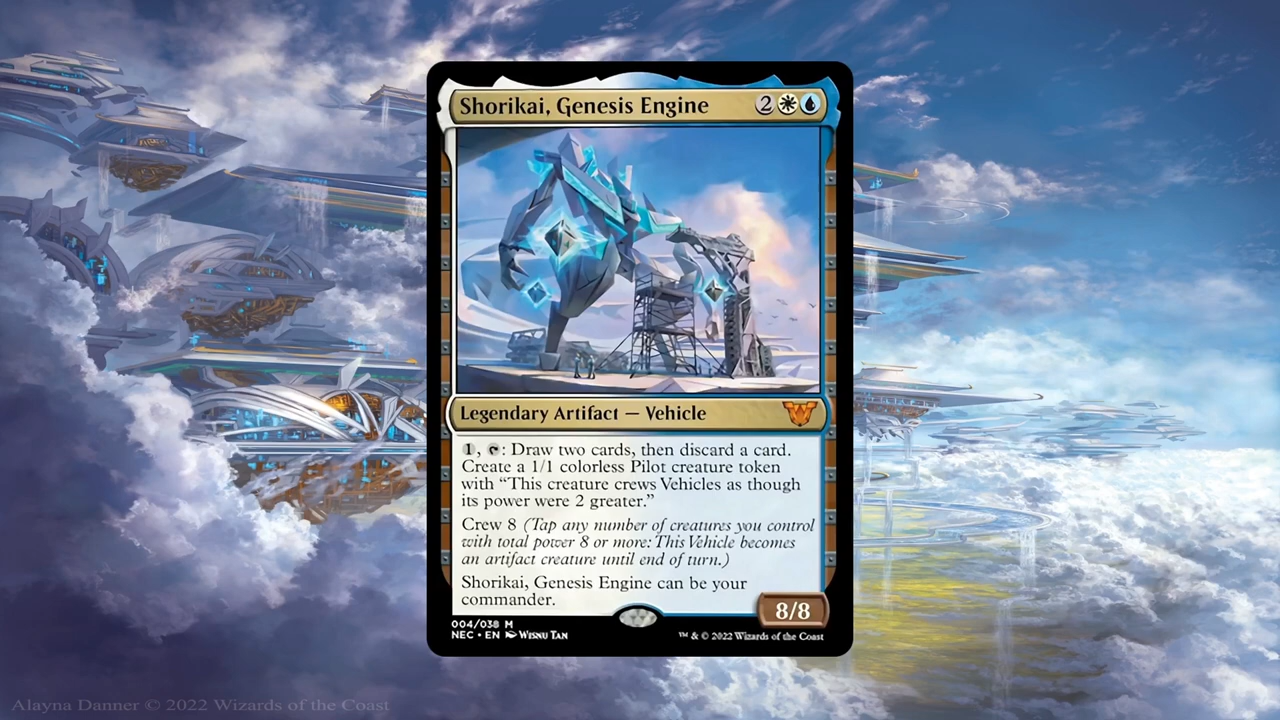 Shorikai, Genesis Engine 2
Legendary Artifact — Vehicle
1, : Draw two cards, then discard a card.
Create a 1/1 colorless Pilot creature token
with “This creature crews Vehicles as though
its power were 2 greater.”
Crew 8 (Tap any number of creatures you control
with total power 8 or more: This Vehicle becomes
an artifact creature until end of turn.)
Shorikai, Genesis Engine can be your
commander.
8/8
004/038 M
NEC • EN Wisnu Tan
™ & © 2022 Wizards of the Coast
Alayna Danner © 2022 Wizards of the Coast